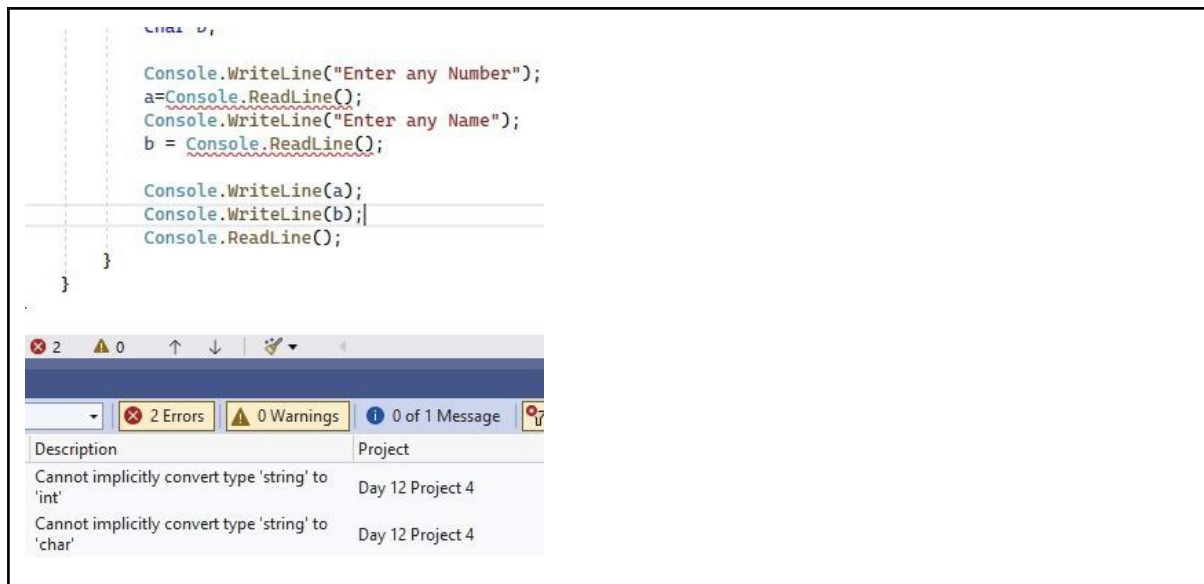 Console.WriteLine("Enter any Number");
a=Console.ReadLine();
Console.WriteLine("Enter any Name");
b = Console.ReadLine();
Console.WriteLine(a);
Console.WriteLine(b);
Console.ReadLine();
}
}
2 0
2 Errors 0 Warnings 0 of 1 Message
Description Project
Cannot implicitly convert type 'string' to
'int' Day 12 Project 4
Cannot implicitly convert type 'string' to
'char' Day 12 Project 4